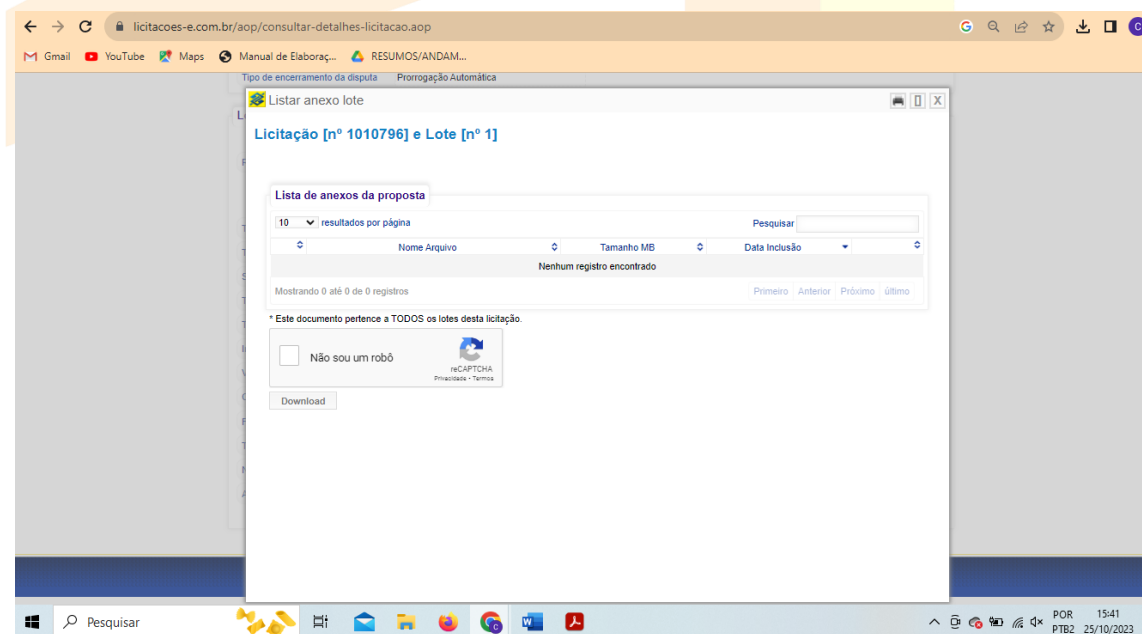 licitacoes-e.com.br/aop/consultar-detalhes-licitacao.aop
Gmail YouTube Maps Manual de Elaboraç... RESUMOS/ANDAM...
Tipo de encerramento da disputa Prorrogação Automática
Listar anexo lote X
Licitação [nº 1010796] e Lote [nº 1]
Lista de anexos da proposta
10 resultados por página Pesquisar
Nome Arquivo Tamanho MB Data Inclusão
Nenhum registro encontrado
Mostrando 0 até 0 de 0 registros Primeiro Anterior Próximo último
* Este documento pertence a TODOS os lotes desta licitação.
Não sou um robô
reCAPTCHA
Privacidade - Termos
Download
Pesquisar
POR 15:41
PTB2 25/10/2023